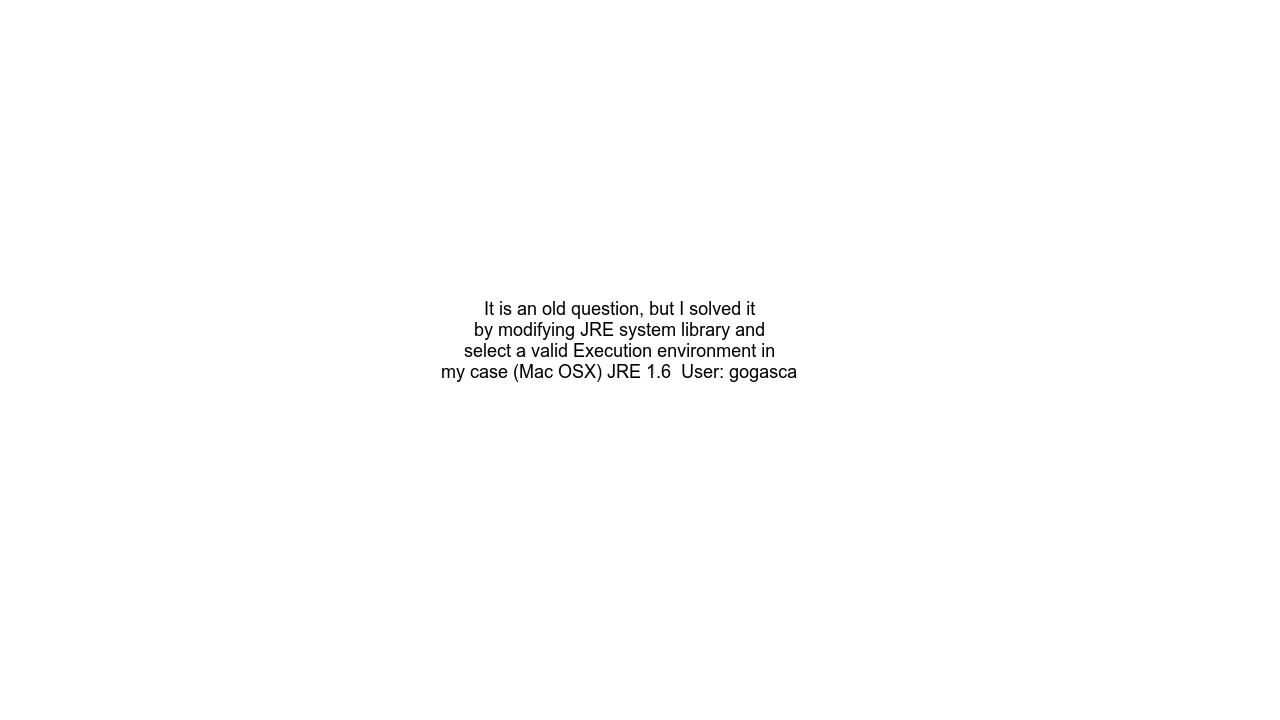 It is an old question, but I solved it
by modifying JRE system library and
select a valid Execution environment in
my case (Mac OSX) JRE 1.6  User: gogasca